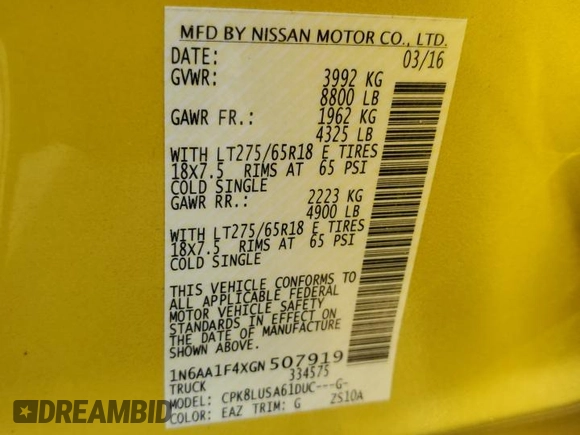 MFD BY NISSAN MOTOR CO., LTD.
DATE: 03/16
GVWR: 3992 KG
8800 LB
GAWR FR.: 1962 KG
4325 LB
WITH LT275/65R18 E TIRES
18x7.5 RIMS AT 65 PSI
COLD SINGLE
GAWR RR.: 2223 KG
4900 LB
WITH LT275/65R18 E TIRES
18x7.5 RIMS AT 65 PSI
COLD SINGLE
THIS VEHICLE CONFORMS TO
ALL APPLICABLE FEDERAL
MOTOR VEHICLE SAFETY
STANDARDS IN EFFECT ON
THE DATE OF MANUFACTURE
SHOWN ABOVE.
1N6AA1F4XGN507919
TRUCK 334575
MODEL: CPK8LUSA61DUC---G-
COLOR: EAZ TRIM: G ZS10A
DREAMBID